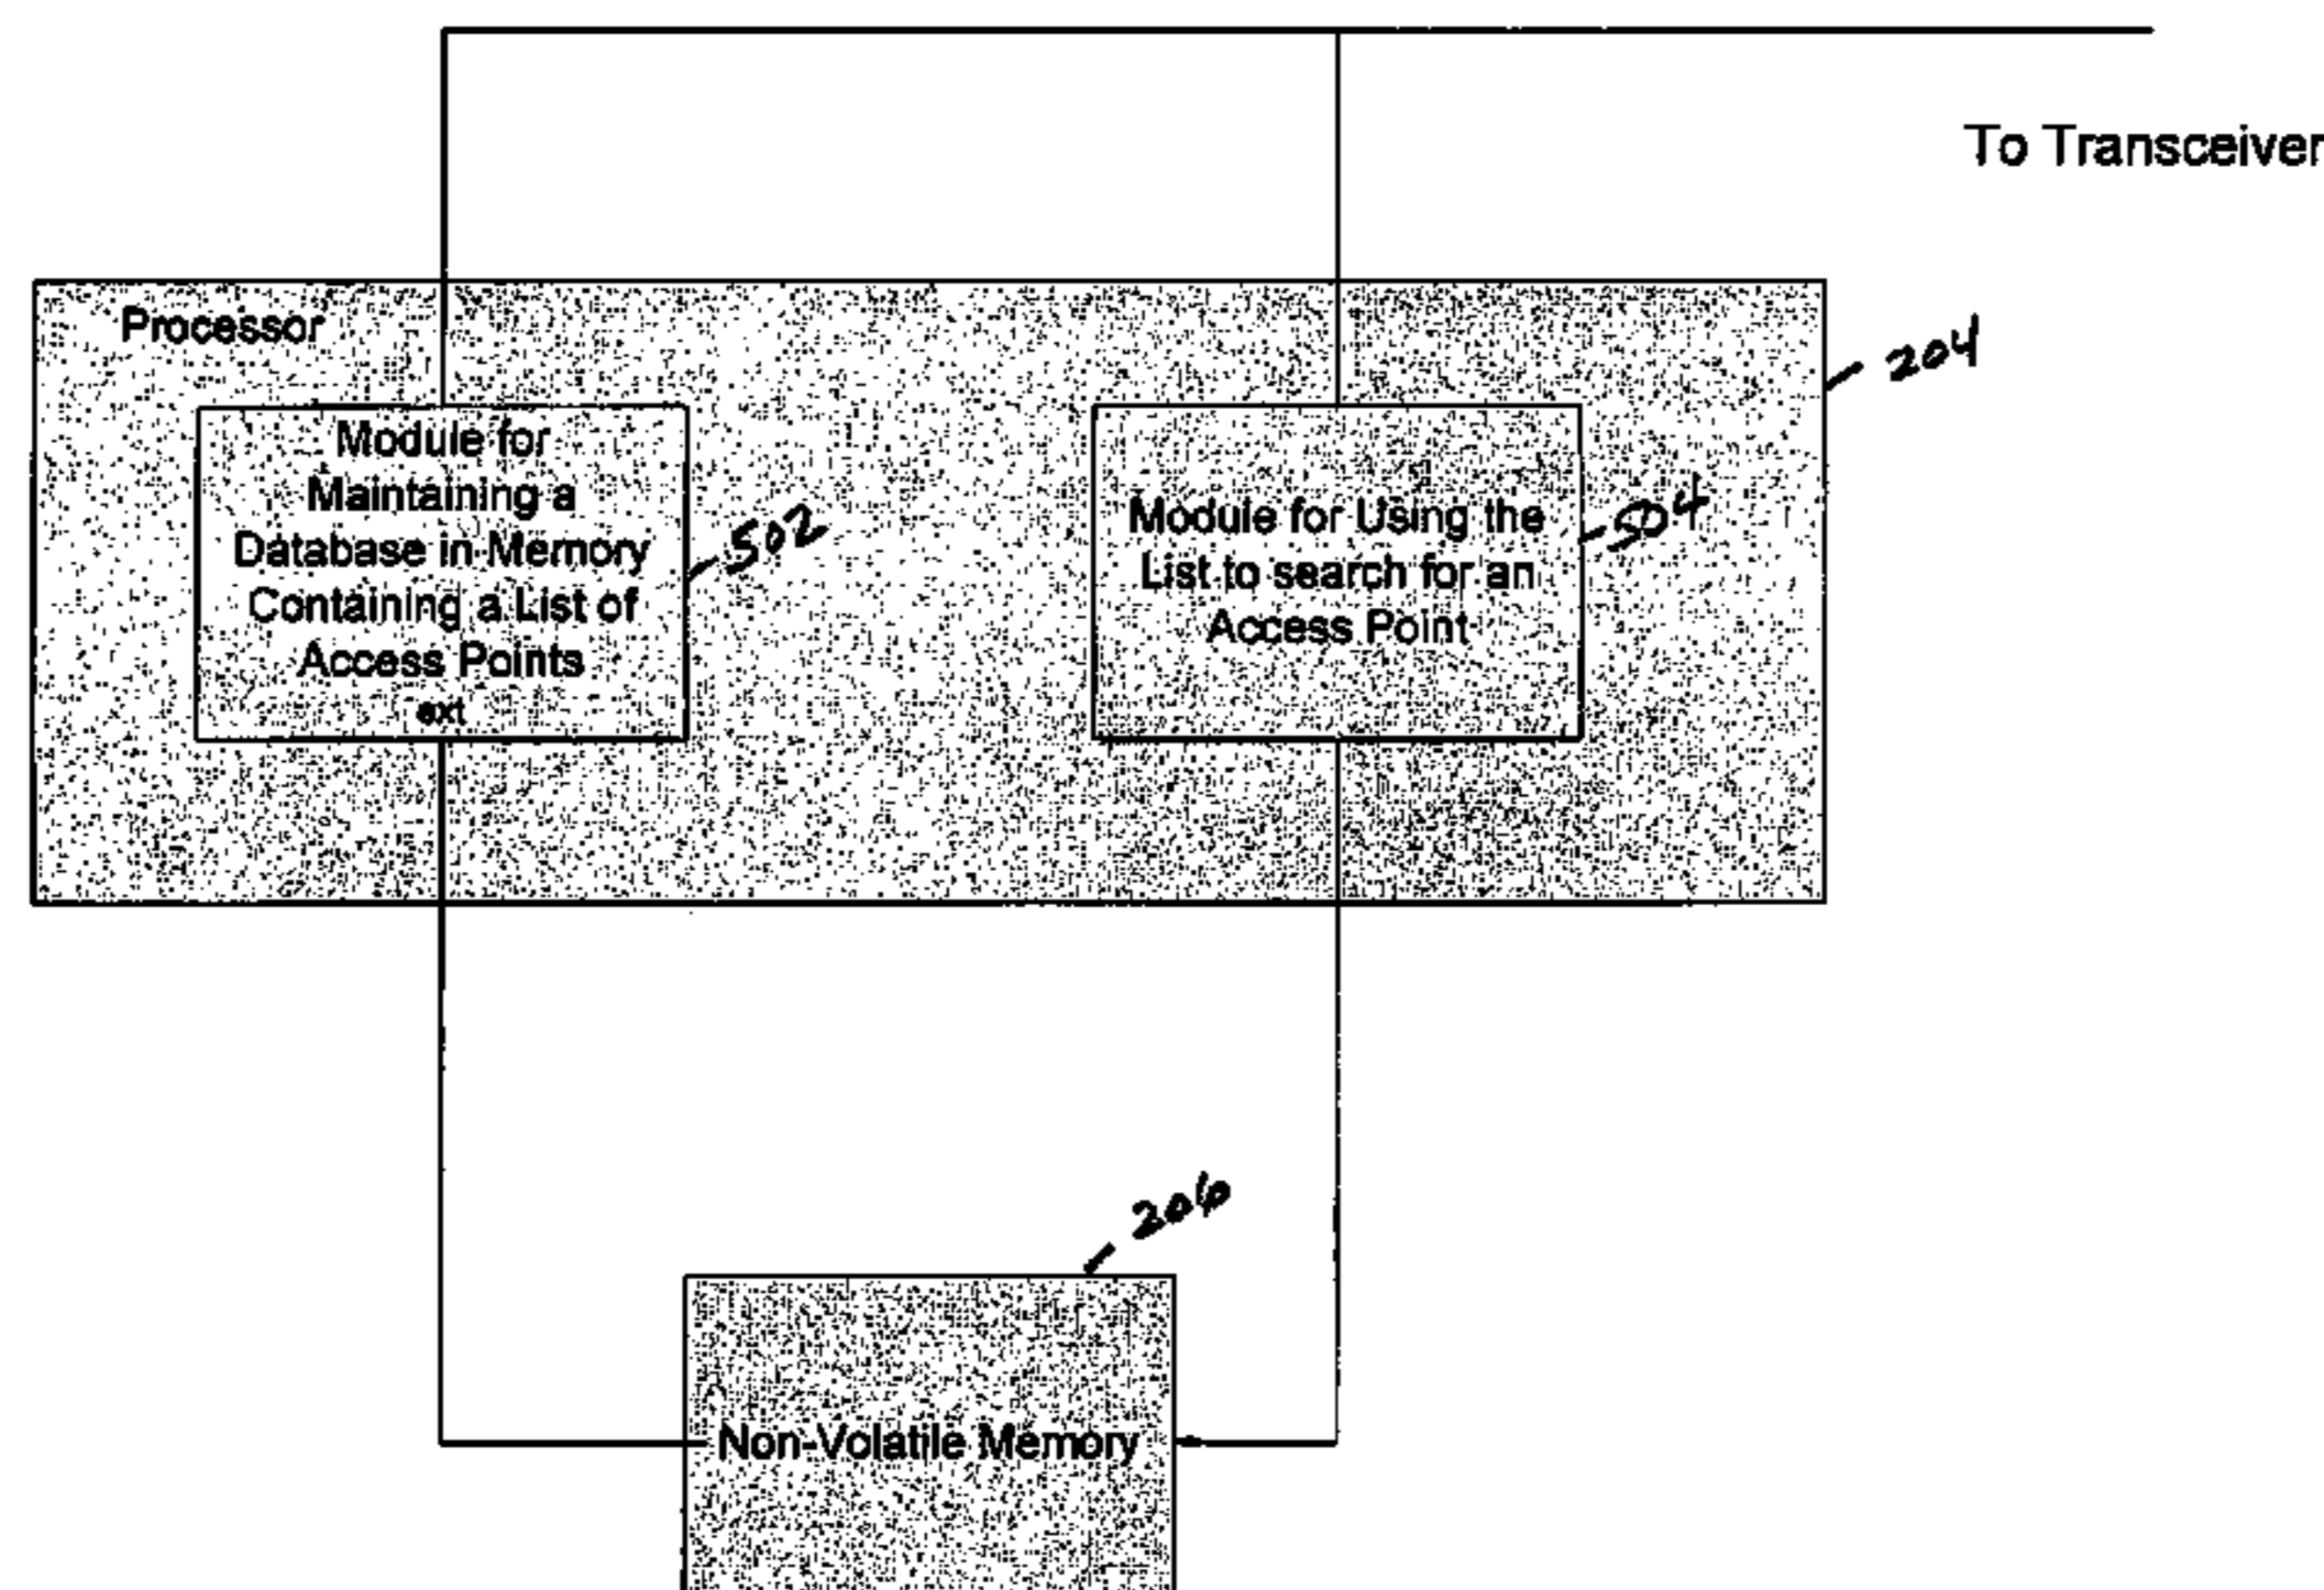 To Transceiver
Processor
204
Module for
Maintaining a
Database in Memory
Containing a List of
Access Points
ext
502
Module for Using the
List to search for an
Access Point
504
206
Non-Volatile Memory